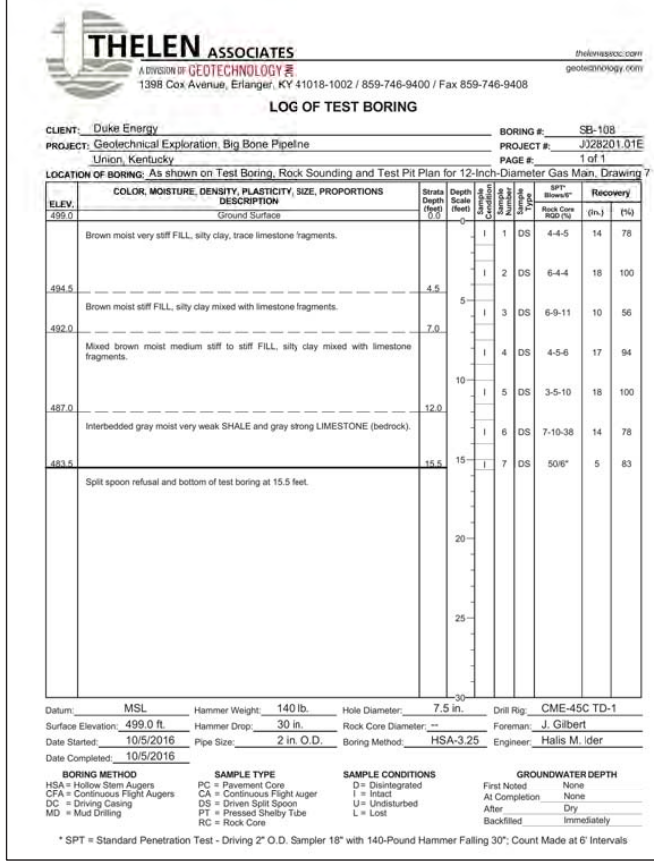 THELEN ASSOCIATES
thelenassoc.com
A DIVISION OF GEOTECHNOLOGY INC
geotechnology.com
1398 Cox Avenue, Erlanger, KY 41018-1002 / 859-746-9400 / Fax 859-746-9408
LOG OF TEST BORING
CLIENT: Duke Energy BORING #: SB-108
PROJECT: Geotechnical Exploration, Big Bone Pipeline PROJECT #: J028201.01E
Union, Kentucky PAGE #: 1 of 1
LOCATION OF BORING: As shown on Test Boring, Rock Sounding and Test Pit Plan for 12-Inch-Diameter Gas Main, Drawing 7
ELEV. COLOR, MOISTURE, DENSITY, PLASTICITY, SIZE, PROPORTIONS DESCRIPTION Strata Depth (feet) Depth Scale (feet) Sample Condition Sample Number Sample Type SPT* Blows/6" Rock Core RQD (%) Recovery (in.) (%)
499.0 Ground Surface 0.0 0
Brown moist very stiff FILL, silty clay, trace limestone fragments. I 1 DS 4-4-5 14 78
I 2 DS 6-4-4 18 100
494.5 4.5
5
Brown moist stiff FILL, silty clay mixed with limestone fragments. I 3 DS 6-9-11 10 56
492.0 7.0
Mixed brown moist medium stiff to stiff FILL, silty clay mixed with limestone fragments. I 4 DS 4-5-6 17 94
10
I 5 DS 3-5-10 18 100
487.0 12.0
Interbedded gray moist very weak SHALE and gray strong LIMESTONE (bedrock). I 6 DS 7-10-38 14 78
483.5 15.5 15 I 7 DS 50/6" 5 83
Split spoon refusal and bottom of test boring at 15.5 feet.
20
25
30
Datum: MSL Hammer Weight: 140 lb. Hole Diameter: 7.5 in. Drill Rig: CME-45C TD-1
Surface Elevation: 499.0 ft. Hammer Drop: 30 in. Rock Core Diameter: -- Foreman: J. Gilbert
Date Started: 10/5/2016 Pipe Size: 2 in. O.D. Boring Method: HSA-3.25 Engineer: Halis M. Ider
Date Completed: 10/5/2016
BORING METHOD SAMPLE TYPE SAMPLE CONDITIONS GROUNDWATER DEPTH
HSA = Hollow Stem Augers PC = Pavement Core D = Disintegrated First Noted None
CFA = Continuous Flight Augers CA = Continuous Flight Auger I = Intact At Completion None
DC = Driving Casing DS = Driven Split Spoon U = Undisturbed After Dry
MD = Mud Drilling PT = Pressed Shelby Tube L = Lost Backfilled Immediately
RC = Rock Core
* SPT = Standard Penetration Test - Driving 2" O.D. Sampler 18" with 140-Pound Hammer Falling 30"; Count Made at 6' Intervals